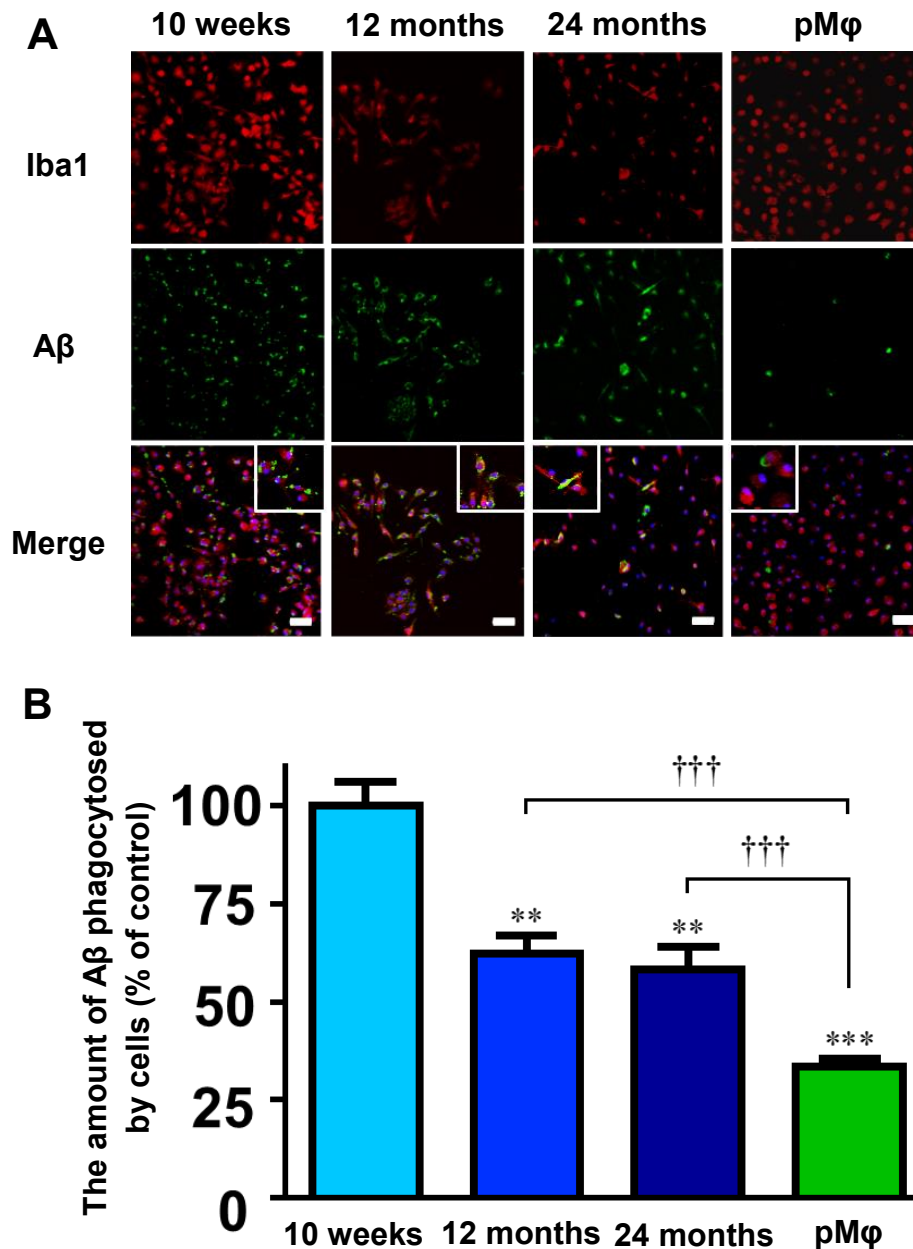 A
10 weeks 12 months 24 months pMφ
Iba1
Aβ
Merge
B
The amount of Aβ phagocytosed
by cells (% of control)
100
75
50
25
0
†††
†††
**
**
***
10 weeks 12 months 24 months pMφ